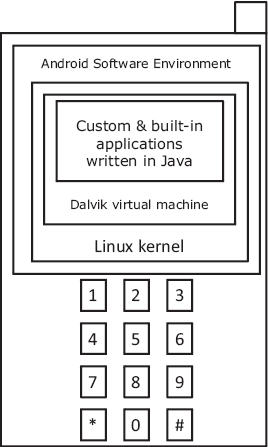 Android Software Environment
Custom & built-in
applications
written in Java
Dalvik virtual machine
Linux kernel
1 2 3
4 5 6
7 8 9
* 0 #